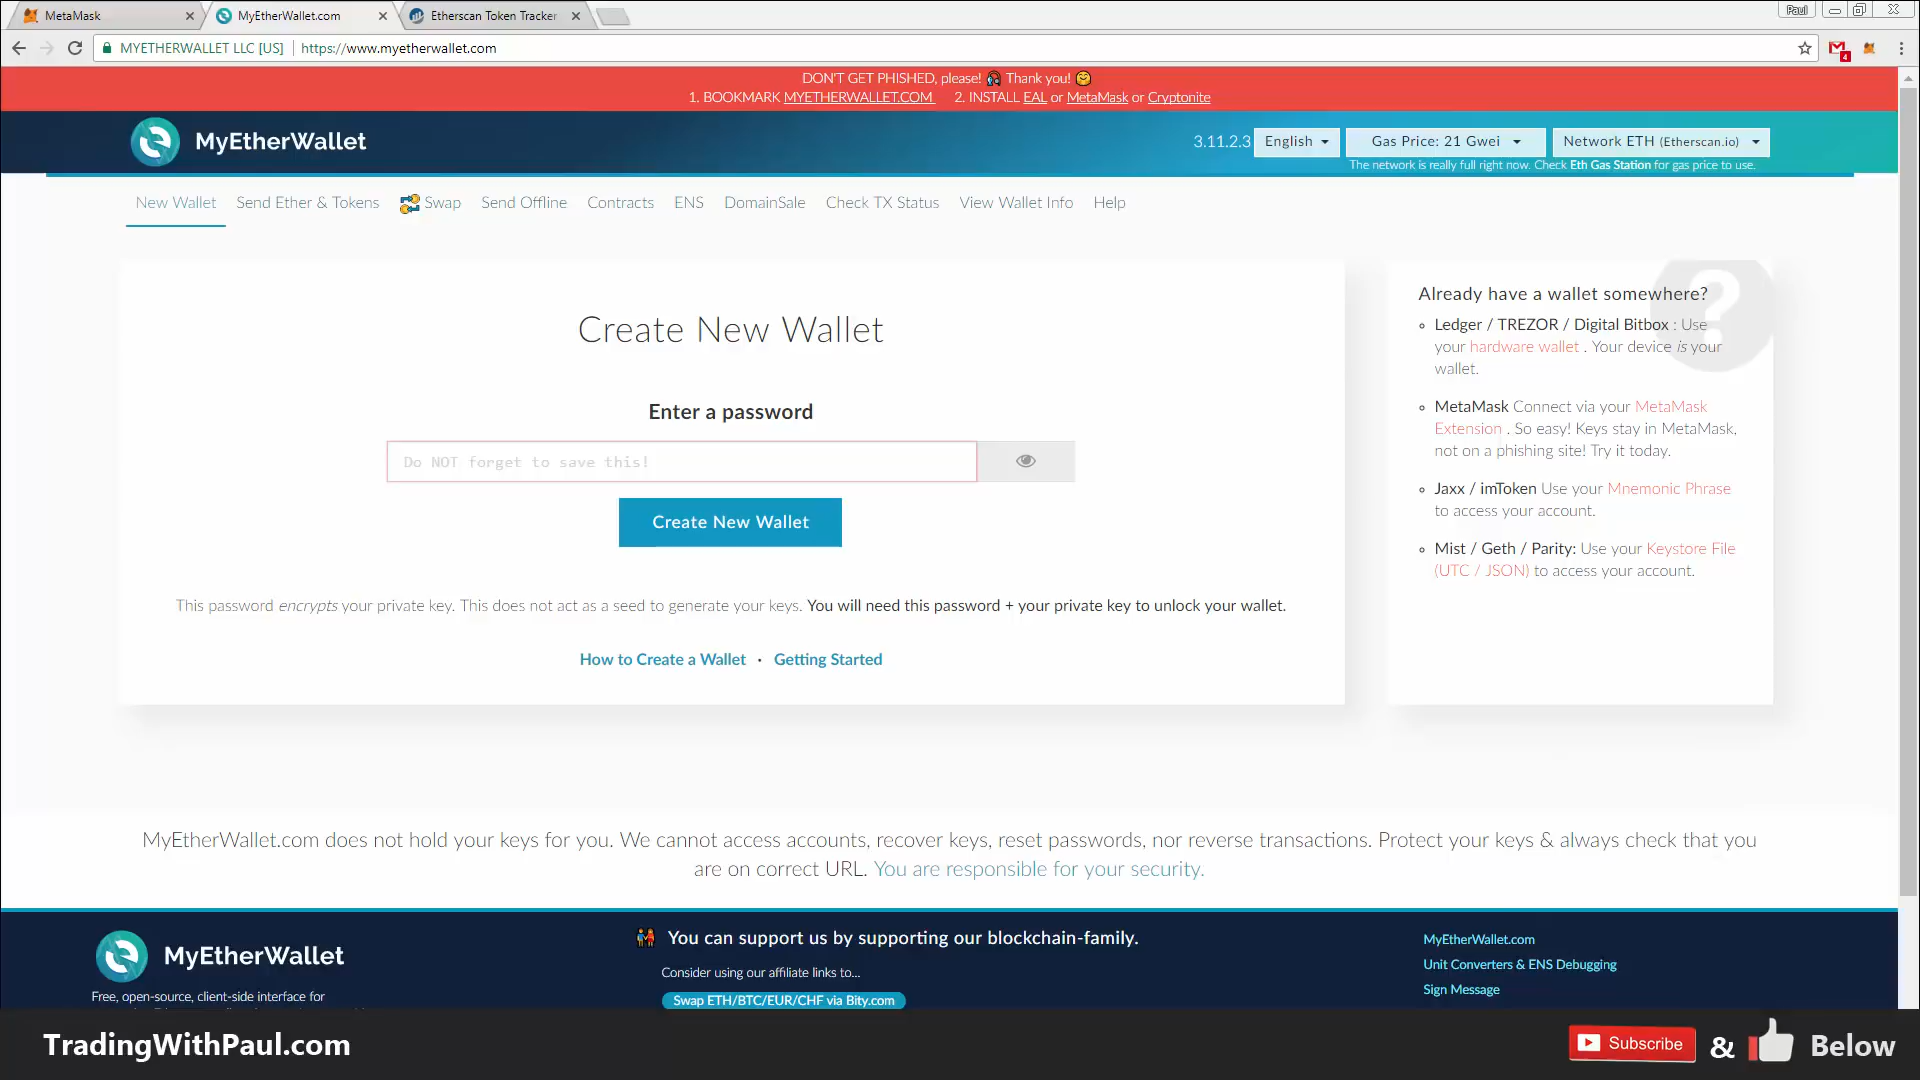 MetaMask
MyEtherWallet.com
Etherscan Token Tracker
Paul
MYETHERWALLET LLC [US]
https://www.myetherwallet.com
4
DON'T GET PHISHED, please! Thank you!
1. BOOKMARK MYETHERWALLET.COM 2. INSTALL EAL or MetaMask or Cryptonite
MyEtherWallet
3.11.2.3
English
Gas Price: 21 Gwei
Network ETH (Etherscan.io)
The network is really full right now. Check Eth Gas Station for gas price to use.
New Wallet
Send Ether & Tokens
Swap
Send Offline
Contracts
ENS
DomainSale
Check TX Status
View Wallet Info
Help
Create New Wallet
Enter a password
Do NOT forget to save this!
Create New Wallet
This password encrypts your private key. This does not act as a seed to generate your keys. You will need this password + your private key to unlock your wallet.
How to Create a Wallet · Getting Started
?
Already have a wallet somewhere?
Ledger / TREZOR / Digital Bitbox : Use
your hardware wallet . Your device is your
wallet.
MetaMask Connect via your MetaMask
Extension . So easy! Keys stay in MetaMask,
not on a phishing site! Try it today.
Jaxx / imToken Use your Mnemonic Phrase
to access your account.
Mist / Geth / Parity: Use your Keystore File
(UTC / JSON) to access your account.
MyEtherWallet.com does not hold your keys for you. We cannot access accounts, recover keys, reset passwords, nor reverse transactions. Protect your keys & always check that you
are on correct URL. You are responsible for your security.
MyEtherWallet
Free, open-source, client-side interface for
You can support us by supporting our blockchain-family.
Consider using our affiliate links to...
Swap ETH/BTC/EUR/CHF via Bity.com
MyEtherWallet.com
Unit Converters & ENS Debugging
Sign Message
TradingWithPaul.com
Subscribe & Below